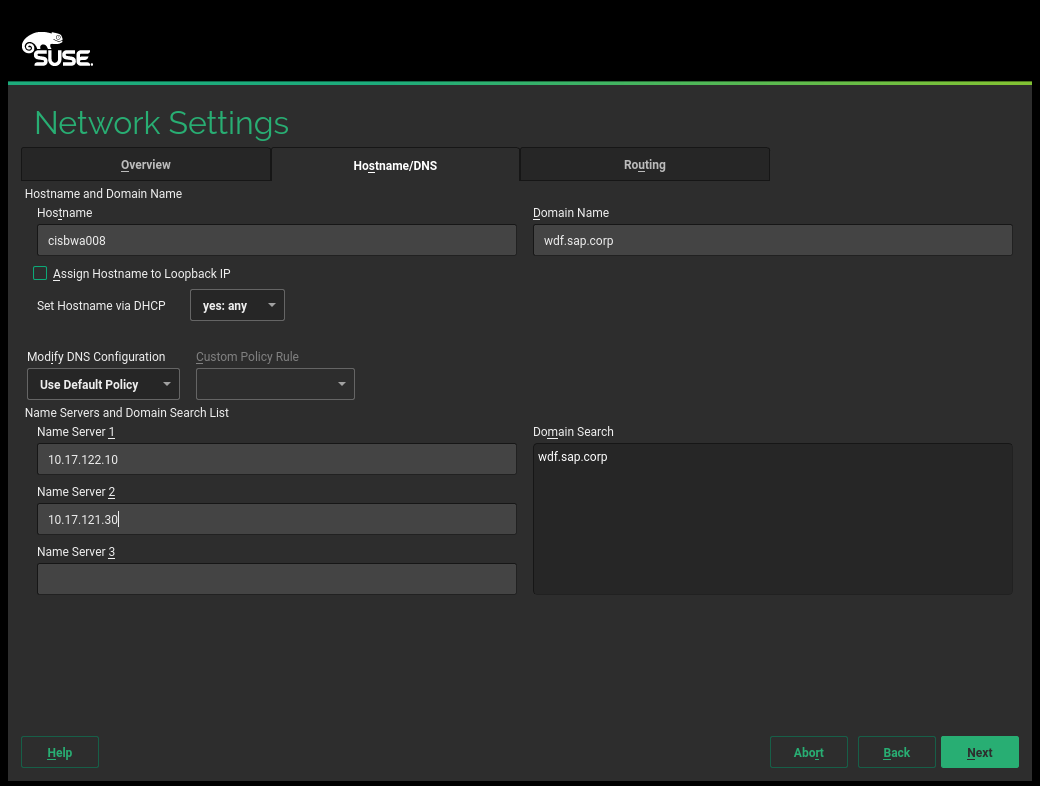 SUSE.
Network Settings
Overview Hostname/DNS Routing
Hostname and Domain Name
Hostname Domain Name
cisbwa008 wdf.sap.corp
Assign Hostname to Loopback IP
Set Hostname via DHCP yes: any
Modify DNS Configuration Custom Policy Rule
Use Default Policy
Name Servers and Domain Search List
Name Server 1 Domain Search
10.17.122.10 wdf.sap.corp
Name Server 2
10.17.121.30
Name Server 3
Help Abort Back Next